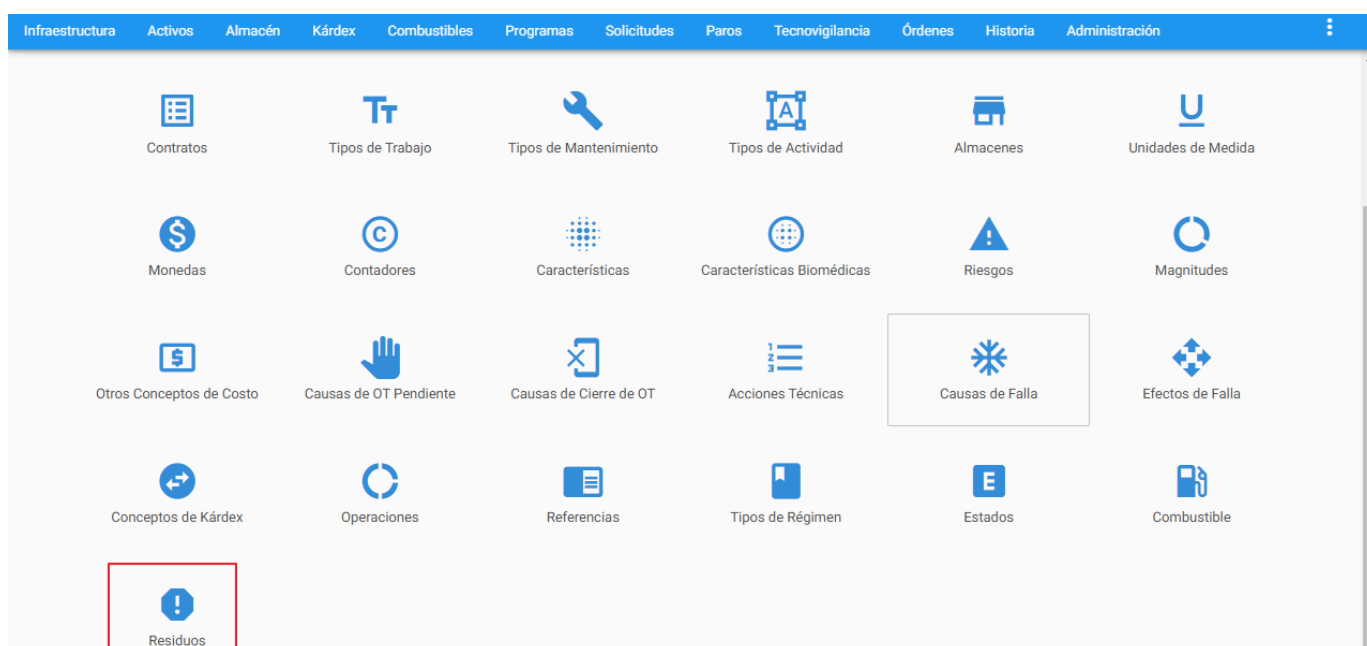 Infraestructura Activos Almacén Kárdex Combustibles Programas Solicitudes Paros Tecnovigilancia Órdenes Historia Administración
Contratos Tipos de Trabajo Tipos de Mantenimiento Tipos de Actividad Almacenes Unidades de Medida
Monedas Contadores Características Características Biomédicas Riesgos Magnitudes
Otros Conceptos de Costo Causas de OT Pendiente Causas de Cierre de OT Acciones Técnicas Causas de Falla Efectos de Falla
Conceptos de Kárdex Operaciones Referencias Tipos de Régimen Estados Combustible
Residuos